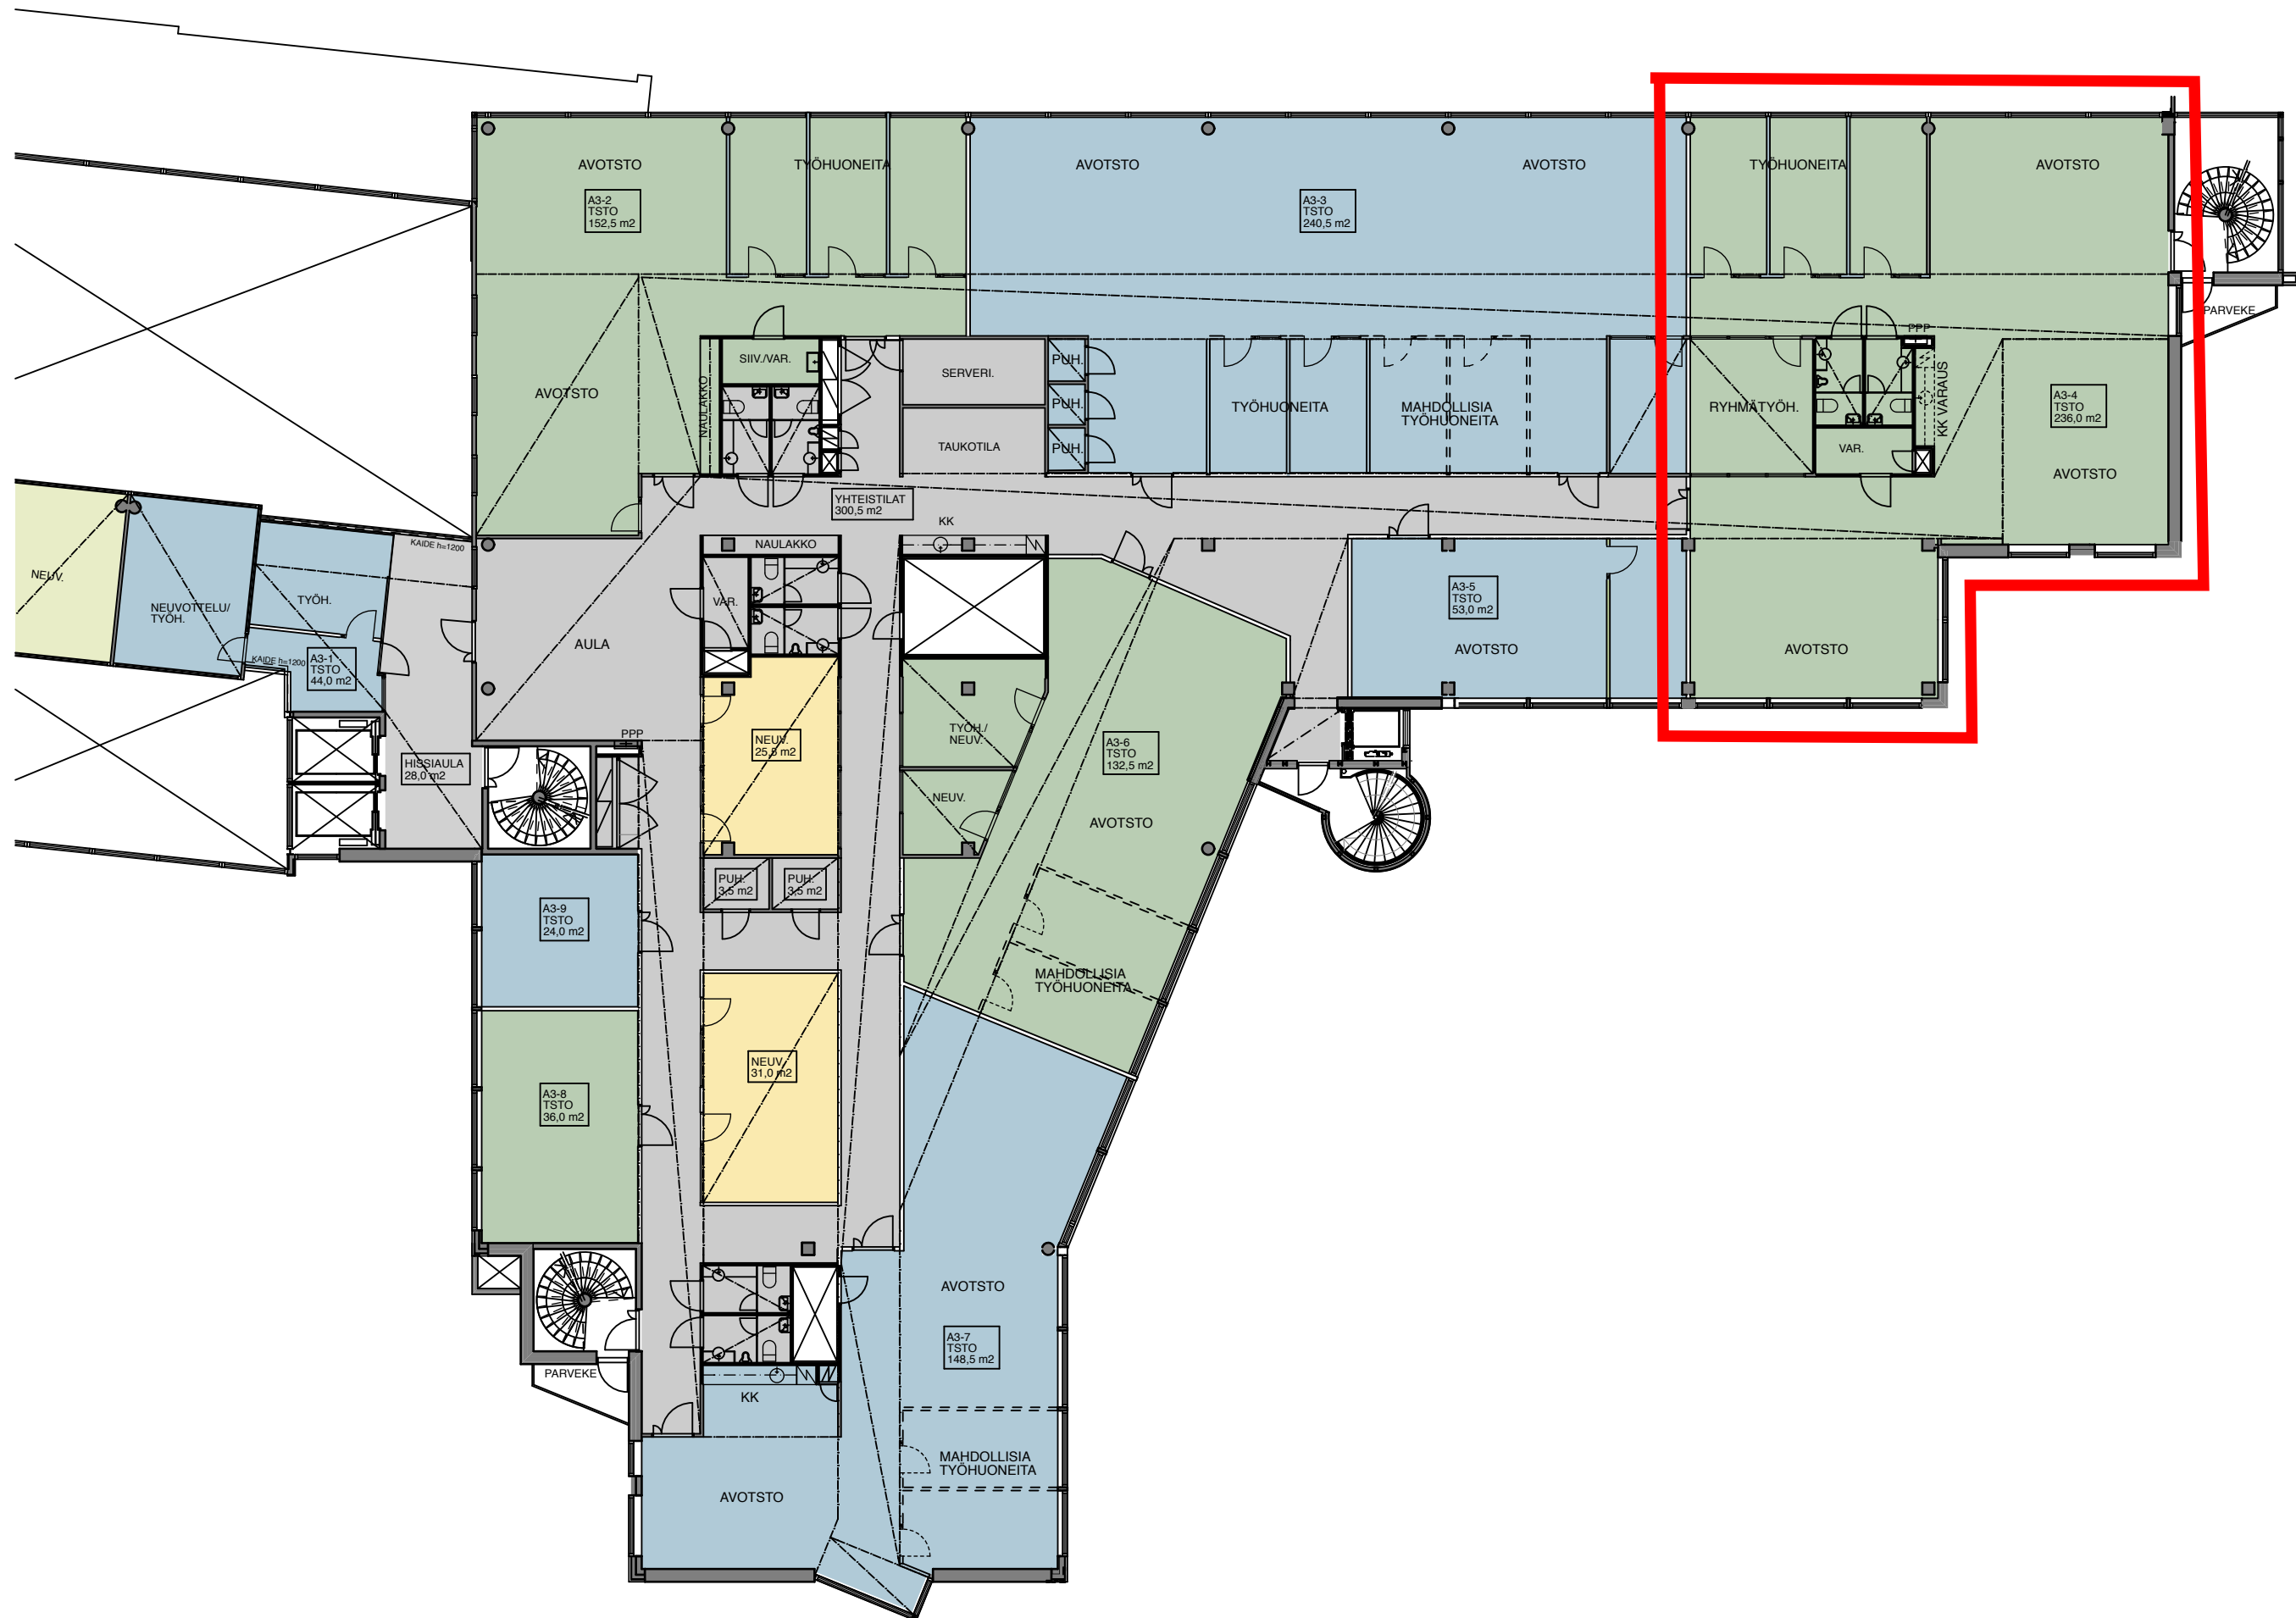 AVOTSTO
TYÖHUONEITA
AVOTSTO
AVOTSTO
TYÖHUONEITA
AVOTSTO
A3-2
TSTO
152,5 m2
A3-3
TSTO
240,5 m2
PARVEKE
PPP
SIIV./VAR.
SERVERI.
PUH.
PUH.
PUH.
AVOTSTO
NAULAKKO
TYÖHUONEITA
MAHDOLLISIA
TYÖHUONEITA
RYHMÄTYÖH.
KK VARAUS
A3-4
TSTO
236,0 m2
TAUKOTILA
VAR.
AVOTSTO
YHTEISTILAT
300,5 m2
KK
NAULAKKO
KAIDE h=1200
NEUV.
NEUVOTTELU/
TYÖH.
TYÖH.
KAIDE h=1200
A3-1
TSTO
44,0 m2
AULA
VAR.
A3-5
TSTO
53,0 m2
AVOTSTO
AVOTSTO
HISSIAULA
28,0 m2
PPP
NEUV.
25,5 m2
TYÖH./
NEUV.
A3-6
TSTO
132,5 m2
NEUV.
AVOTSTO
PUH.
3,5 m2
PUH.
3,5 m2
A3-9
TSTO
24,0 m2
MAHDOLLISIA
TYÖHUONEITA
NEUV.
31,0 m2
A3-8
TSTO
36,0 m2
AVOTSTO
A3-7
TSTO
148,5 m2
PARVEKE
KK
MAHDOLLISIA
TYÖHUONEITA
AVOTSTO